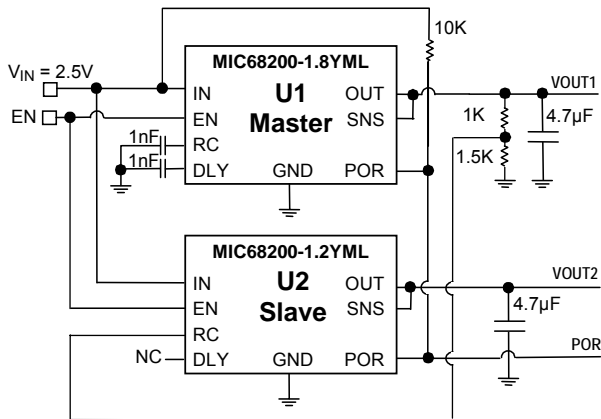 10K
MIC68200-1.8YML
VIN = 2.5V
VOUT1
IN
U1
OUT
1K
4.7µF
EN
EN
Master
SNS
1nF
RC
1.5K
1nF
DLY
GND
POR
MIC68200-1.2YML
IN
U2
OUT
VOUT2
EN
Slave
SNS
4.7µF
RC
NC
DLY
GND
POR
POR